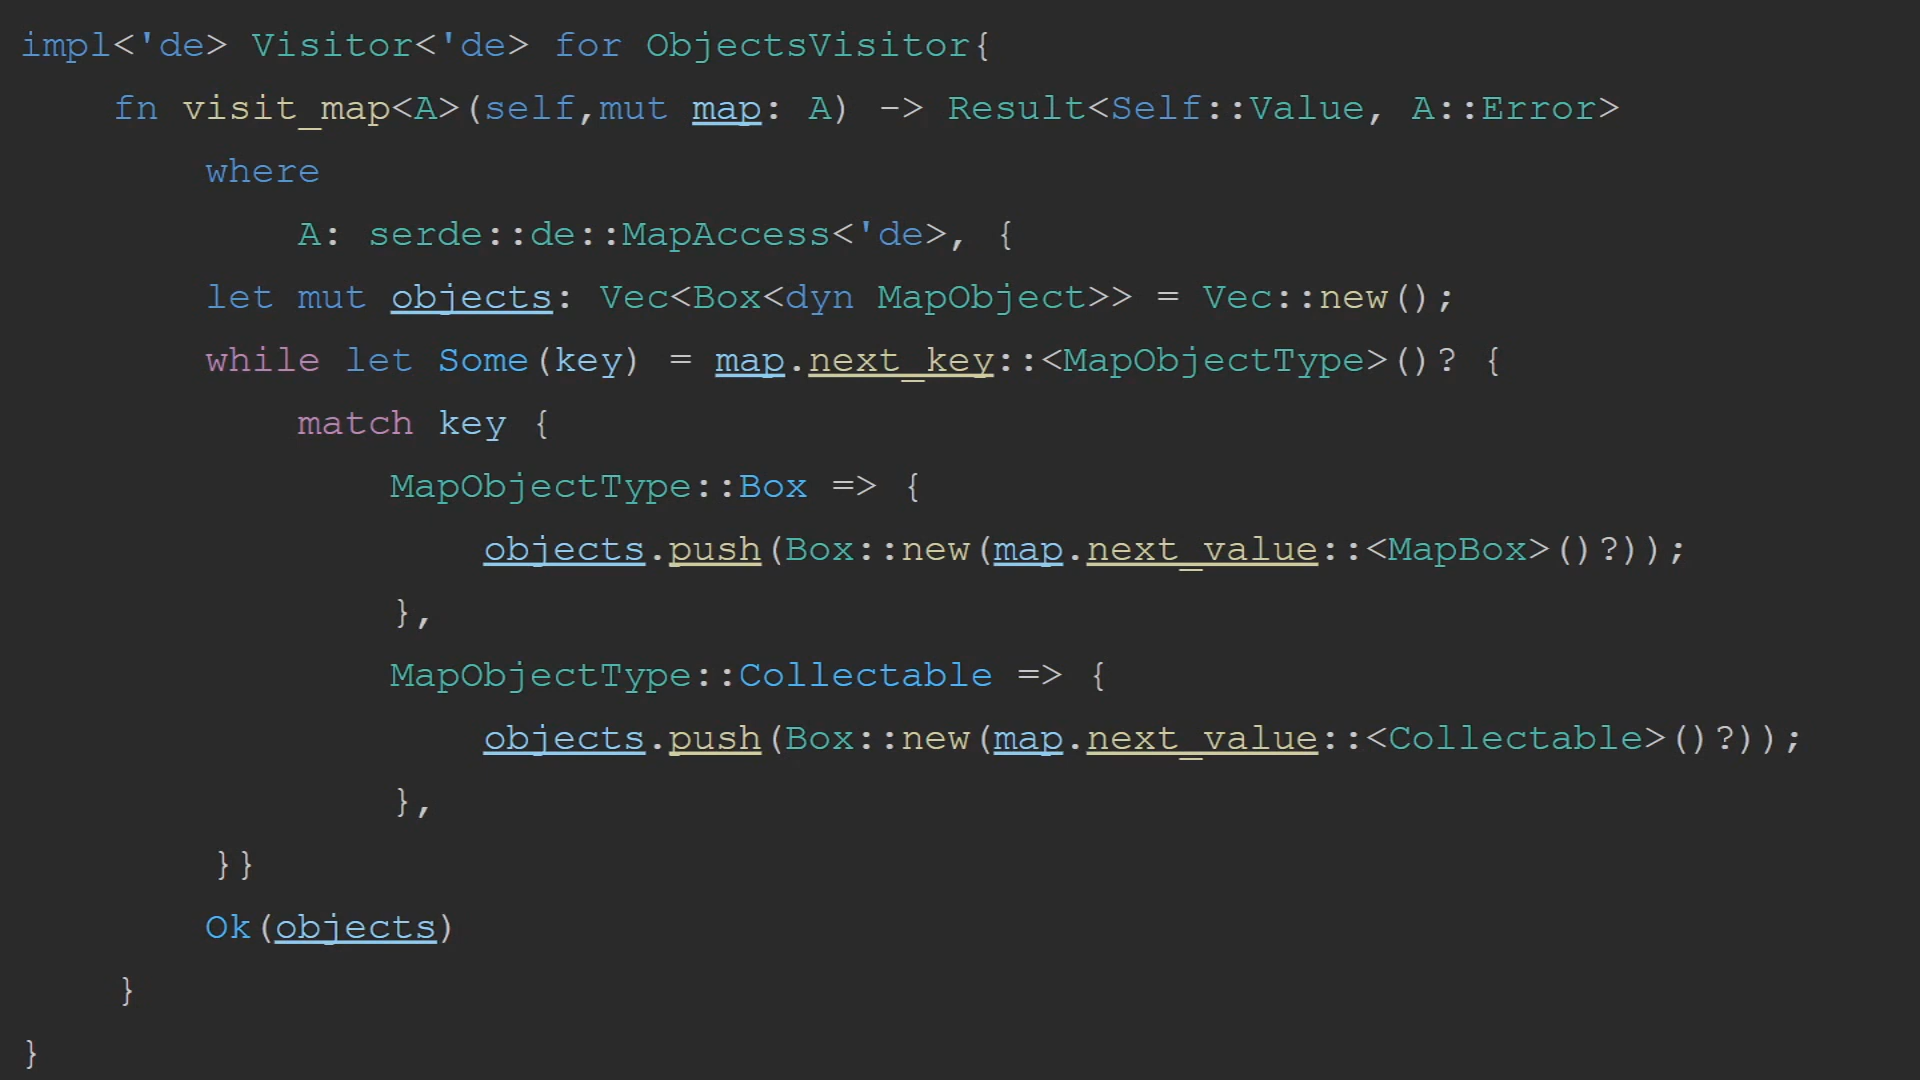 impl<'de> Visitor<'de> for ObjectsVisitor{
    fn visit_map<A>(self,mut map: A) -> Result<Self::Value, A::Error>
        where
            A: serde::de::MapAccess<'de>, {
        let mut objects: Vec<Box<dyn MapObject>> = Vec::new();
        while let Some(key) = map.next_key::<MapObjectType>()? {
            match key {
                MapObjectType::Box => {
                    objects.push(Box::new(map.next_value::<MapBox>()?));
                },
                MapObjectType::Collectable => {
                    objects.push(Box::new(map.next_value::<Collectable>()?));
                },
        }}
        Ok(objects)
    }
}